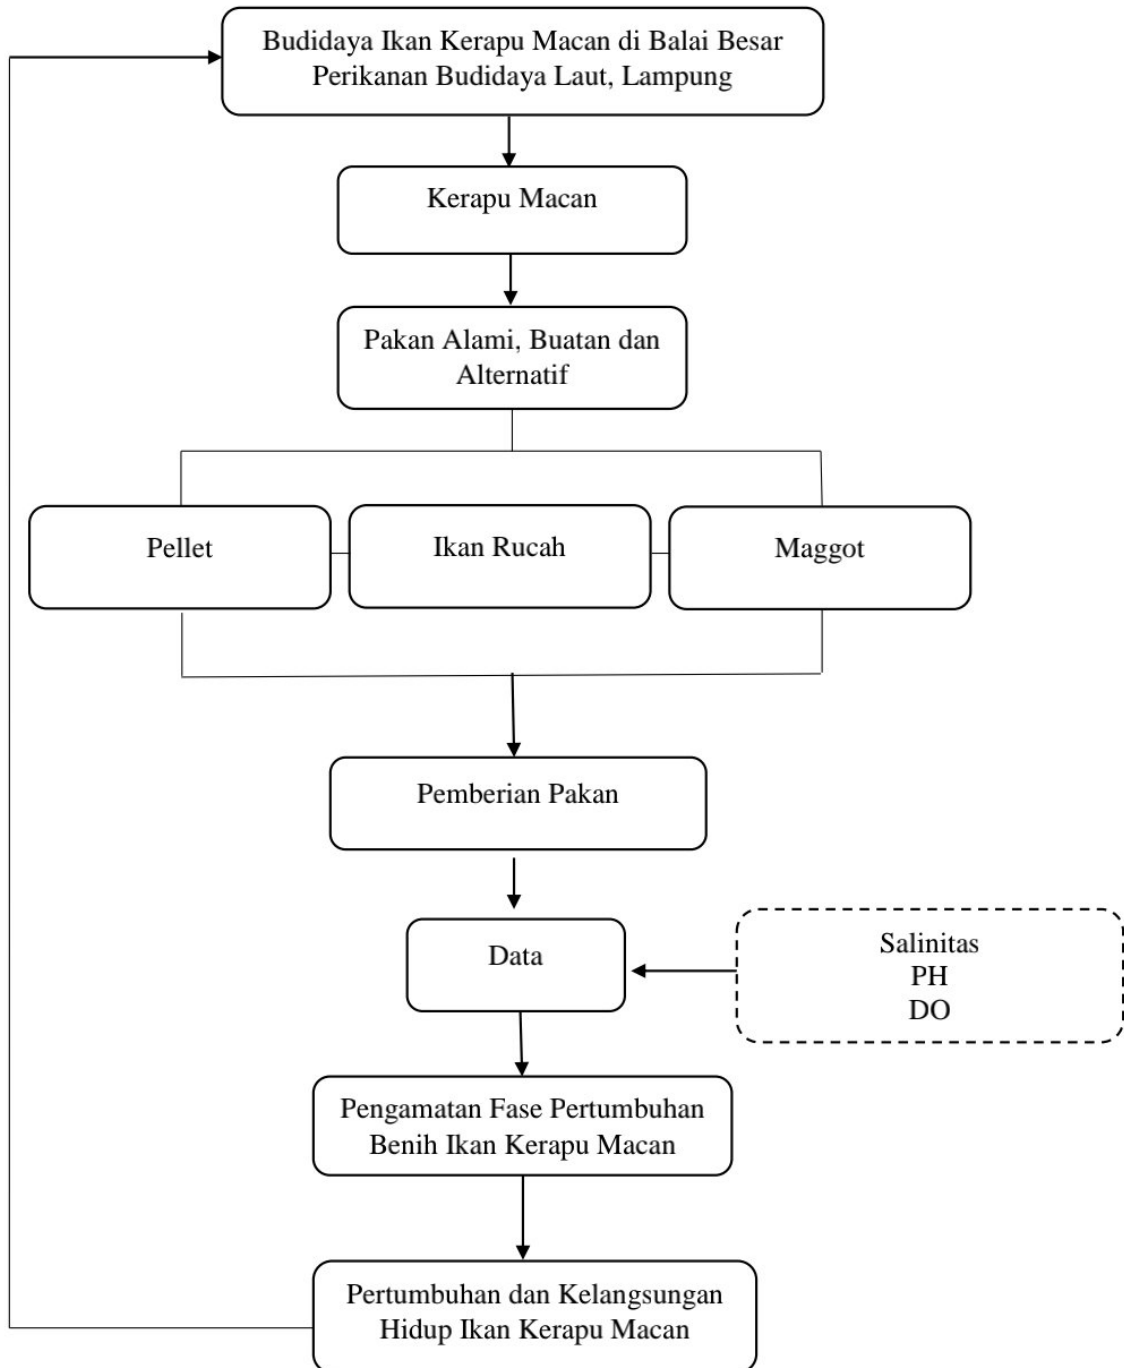 Budidaya Ikan Kerapu Macan di Balai Besar
Perikanan Budidaya Laut, Lampung
Kerapu Macan
Pakan Alami, Buatan dan
Alternatif
Pellet
Ikan Rucah
Maggot
Pemberian Pakan
Data
Salinitas
PH
DO
Pengamatan Fase Pertumbuhan
Benih Ikan Kerapu Macan
Pertumbuhan dan Kelangsungan
Hidup Ikan Kerapu Macan